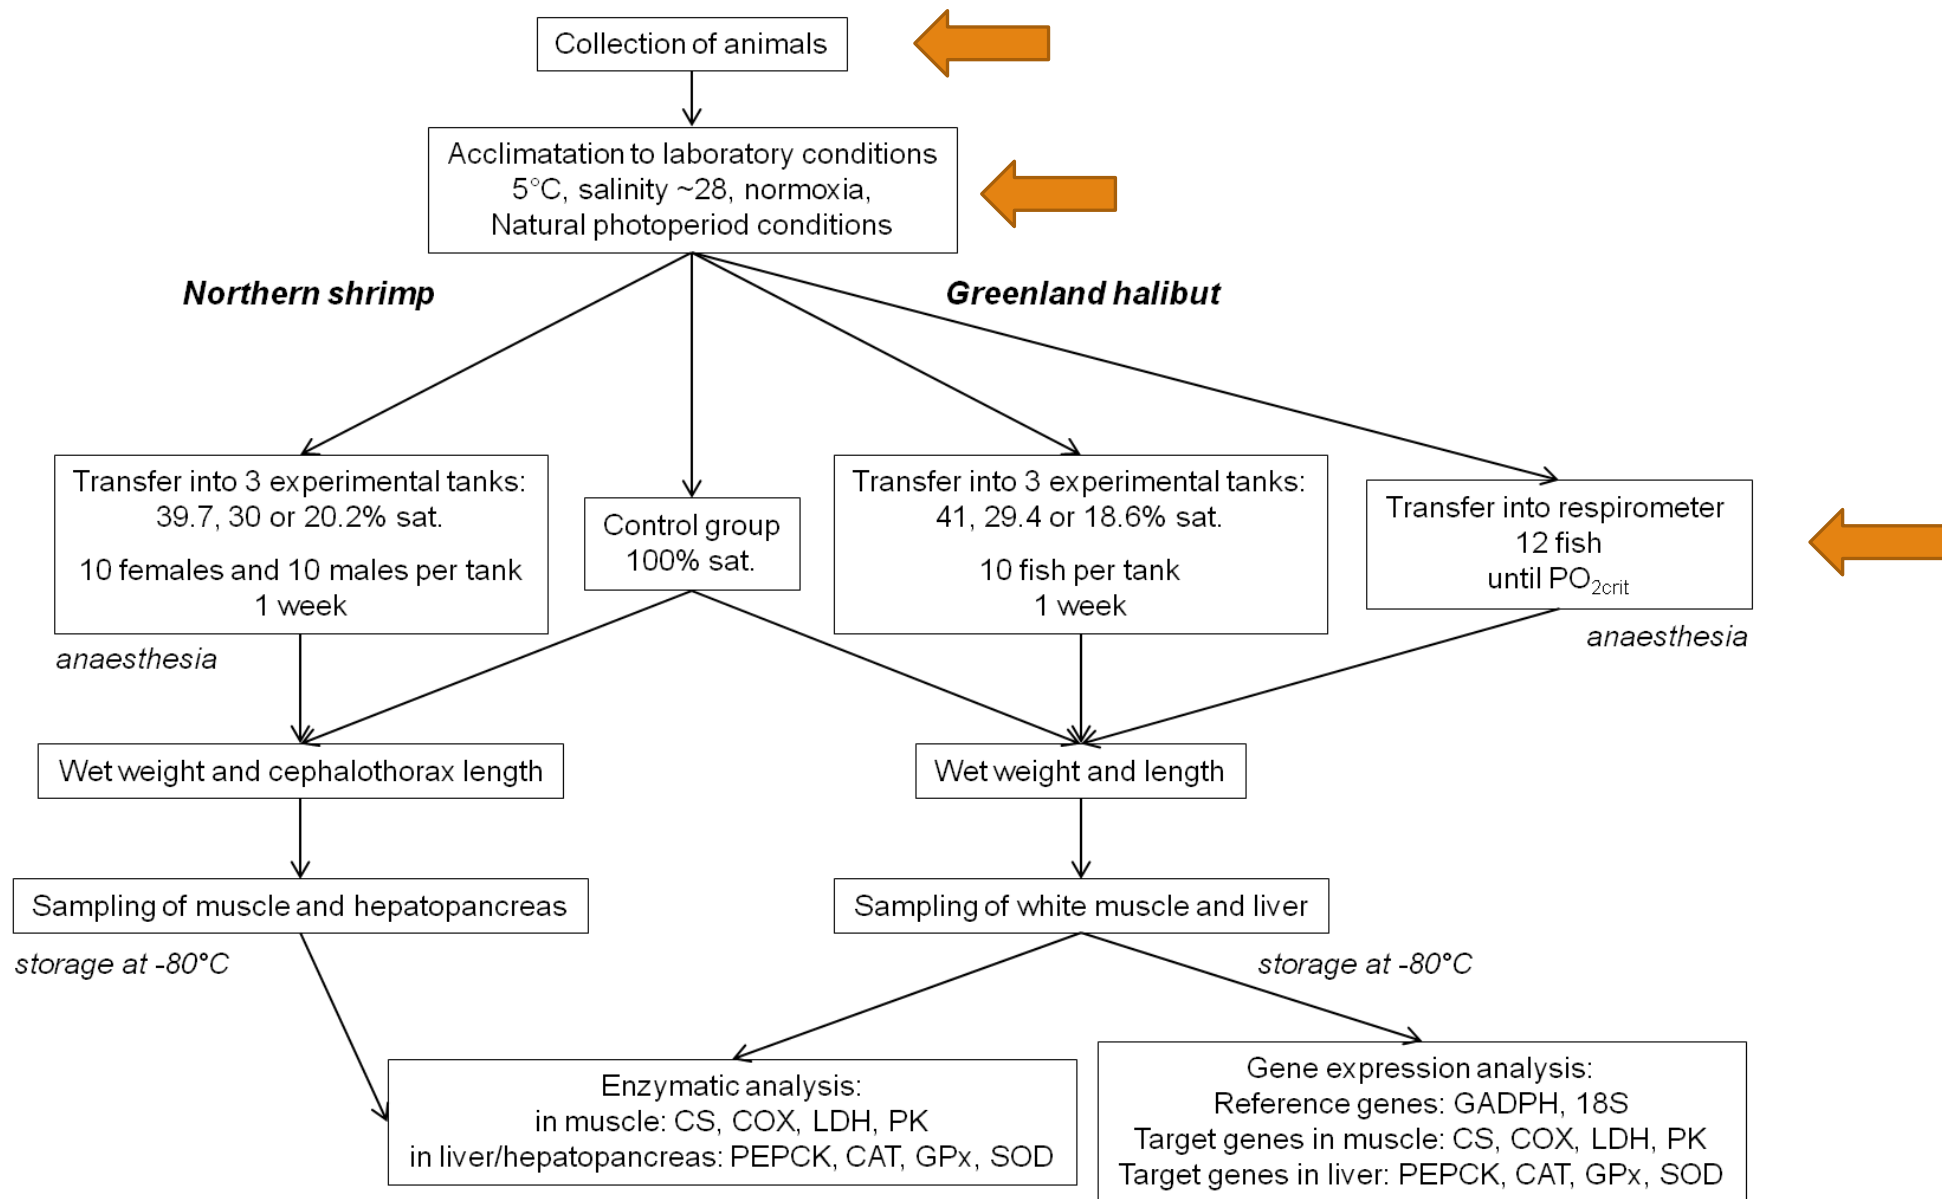 Collection of animals
Acclimatation to laboratory conditions
5°C, salinity ~28, normoxia,
Natural photoperiod conditions
Northern shrimp
Greenland halibut
Transfer into 3 experimental tanks:
39.7, 30 or 20.2% sat.
10 females and 10 males per tank
1 week
Control group
100% sat.
Transfer into 3 experimental tanks:
41, 29.4 or 18.6% sat.
10 fish per tank
1 week
Transfer into respirometer
12 fish
until PO2crit
anaesthesia
anaesthesia
Wet weight and cephalothorax length
Wet weight and length
Sampling of muscle and hepatopancreas
Sampling of white muscle and liver
storage at -80°C
storage at -80°C
Enzymatic analysis:
in muscle: CS, COX, LDH, PK
in liver/hepatopancreas: PEPCK, CAT, GPx, SOD
Gene expression analysis:
Reference genes: GADPH, 18S
Target genes in muscle: CS, COX, LDH, PK
Target genes in liver: PEPCK, CAT, GPx, SOD